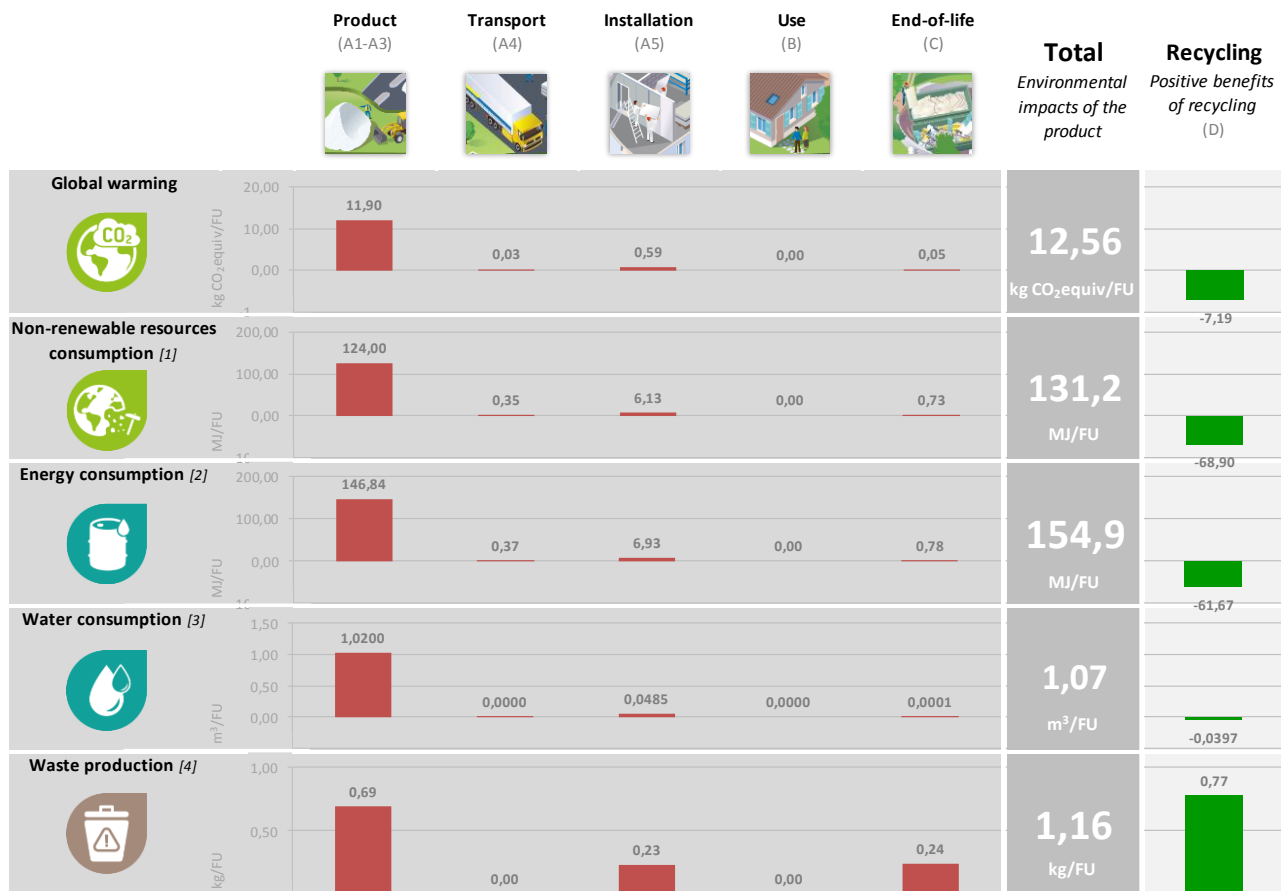 Product
(A1-A3)
Transport
(A4)
Installation
(A5)
Use
(B)
End-of-life
(C)
Total
Environmental
impacts of the
product
Recycling
Positive benefits
of recycling
(D)
Global warming
CO₂
kg CO₂equiv/FU
20,00
10,00
0,00
11,90
0,03
0,59
0,00
0,05
12,56
kg CO₂equiv/FU
-7,19
Non-renewable resources
consumption [1]
MJ/FU
200,00
100,00
0,00
124,00
0,35
6,13
0,00
0,73
131,2
MJ/FU
-68,90
Energy consumption [2]
MJ/FU
200,00
100,00
0,00
146,84
0,37
6,93
0,00
0,78
154,9
MJ/FU
-61,67
Water consumption [3]
m³/FU
1,50
1,00
0,50
0,00
1,0200
0,0000
0,0485
0,0000
0,0001
1,07
m³/FU
-0,0397
Waste production [4]
kg/FU
1,00
0,50
0,69
0,00
0,23
0,00
0,24
1,16
kg/FU
0,77